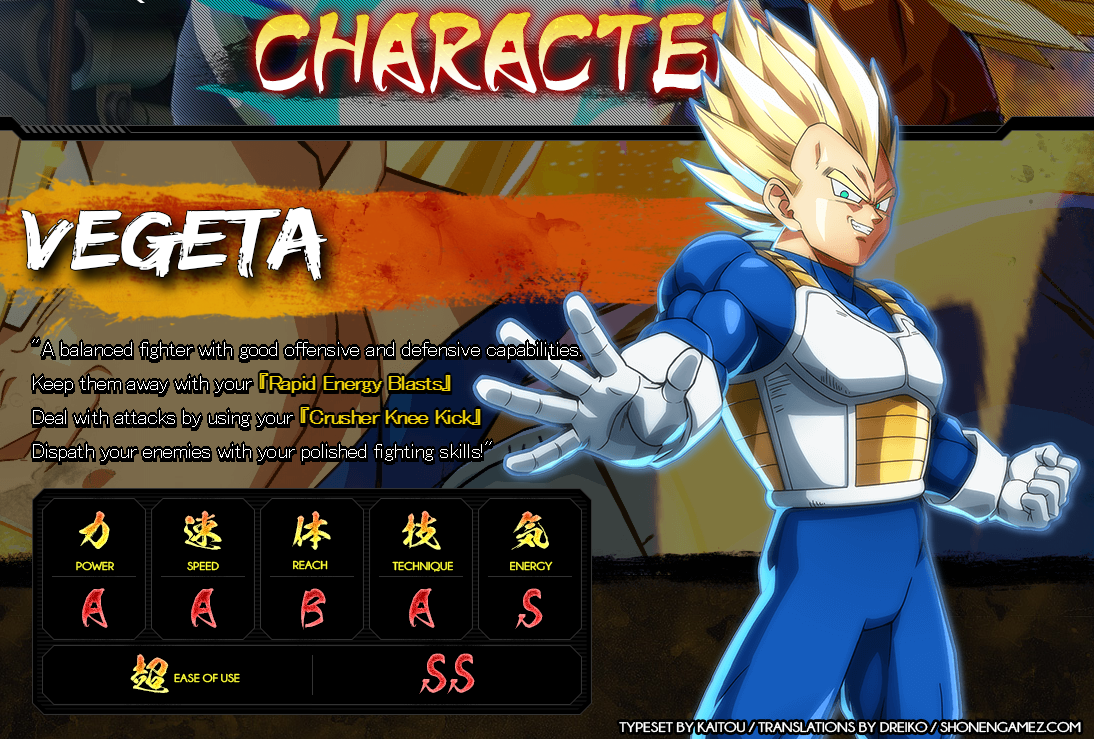 CHARACTER
VEGETA
"A balanced fighter with good offensive and defensive capabilities.
Keep them away with your 『Rapid Energy Blasts』
Deal with attacks by using your 『Crusher Knee Kick』
Dispath your enemies with your polished fighting skills!"
力 速 体 技 気
POWER SPEED REACH TECHNIQUE ENERGY
A A B A S
超 EASE OF USE SS
TYPESET BY KAITOU / TRANSLATIONS BY DREIKO / SHONENGAMEZ.COM